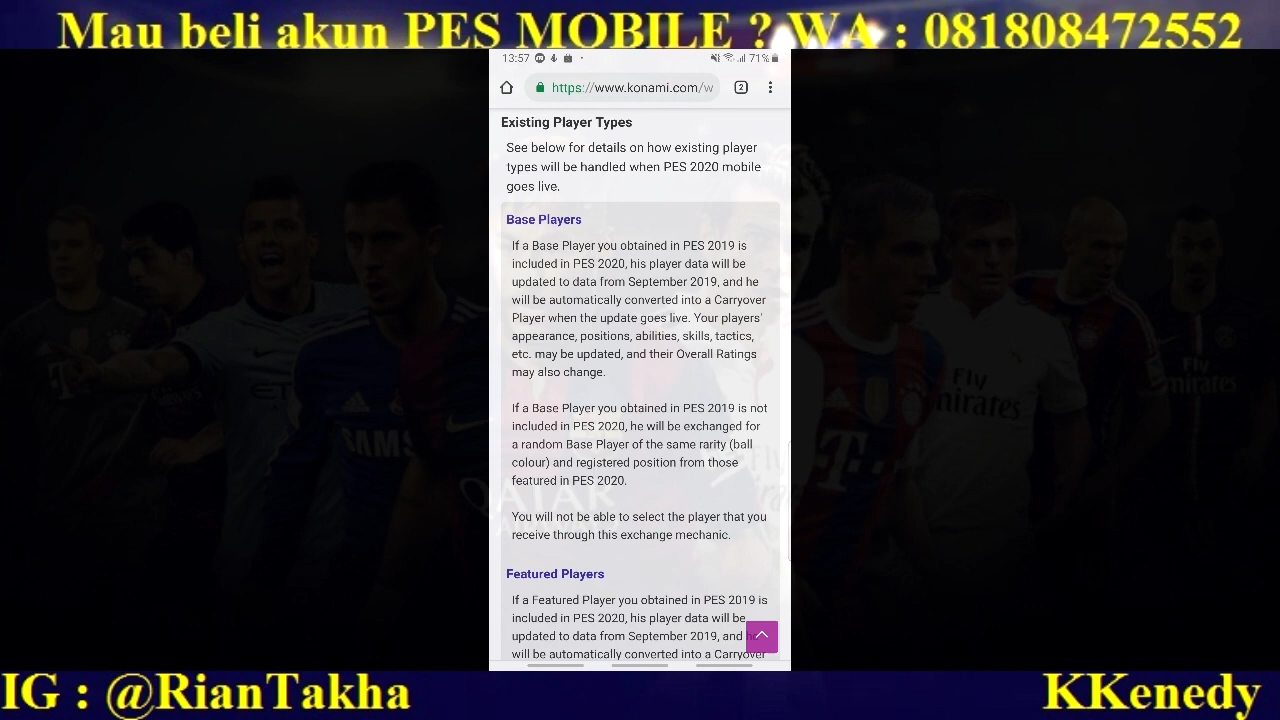 Mau beli akun PES MOBILE ? WA : 081808472552
13:57 71%
https://www.konami.com/w 2
Existing Player Types
See below for details on how existing player
types will be handled when PES 2020 mobile
goes live.
Base Players
If a Base Player you obtained in PES 2019 is
included in PES 2020, his player data will be
updated to data from September 2019, and he
will be automatically converted into a Carryover
Player when the update goes live. Your players'
appearance, positions, abilities, skills, tactics,
etc. may be updated, and their Overall Ratings
may also change.
If a Base Player you obtained in PES 2019 is not
included in PES 2020, he will be exchanged for
a random Base Player of the same rarity (ball
colour) and registered position from those
featured in PES 2020.
You will not be able to select the player that you
receive through this exchange mechanic.
Featured Players
If a Featured Player you obtained in PES 2019 is
included in PES 2020, his player data will be
updated to data from September 2019, and he
will be automatically converted into a Carryover
SAMS
QATAR
T
Fly
Emirates
Fly
Emirates
IG : @RianTakha
KKenedy